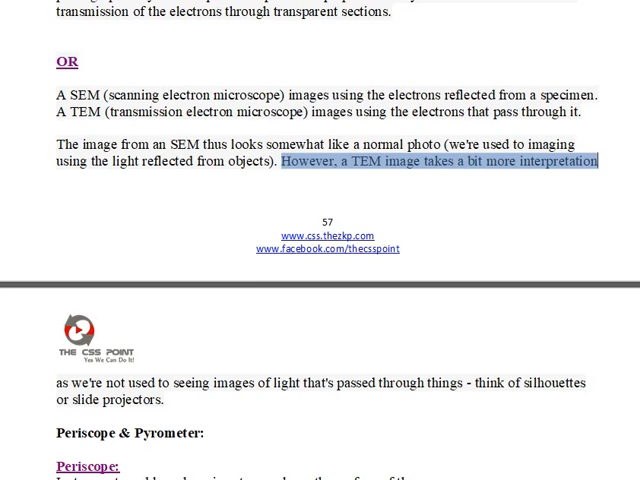 transmission of the electrons through transparent sections.
OR
A SEM (scanning electron microscope) images using the electrons reflected from a specimen.
A TEM (transmission electron microscope) images using the electrons that pass through it.
The image from an SEM thus looks somewhat like a normal photo (we're used to imaging
using the light reflected from objects). However, a TEM image takes a bit more interpretation
57
www.css.thezkp.com
www.facebook.com/thecsspoint
THE CSS POINT
Yes We Can Do It!
as we're not used to seeing images of light that's passed through things - think of silhouettes
or slide projectors.
Periscope & Pyrometer:
Periscope: